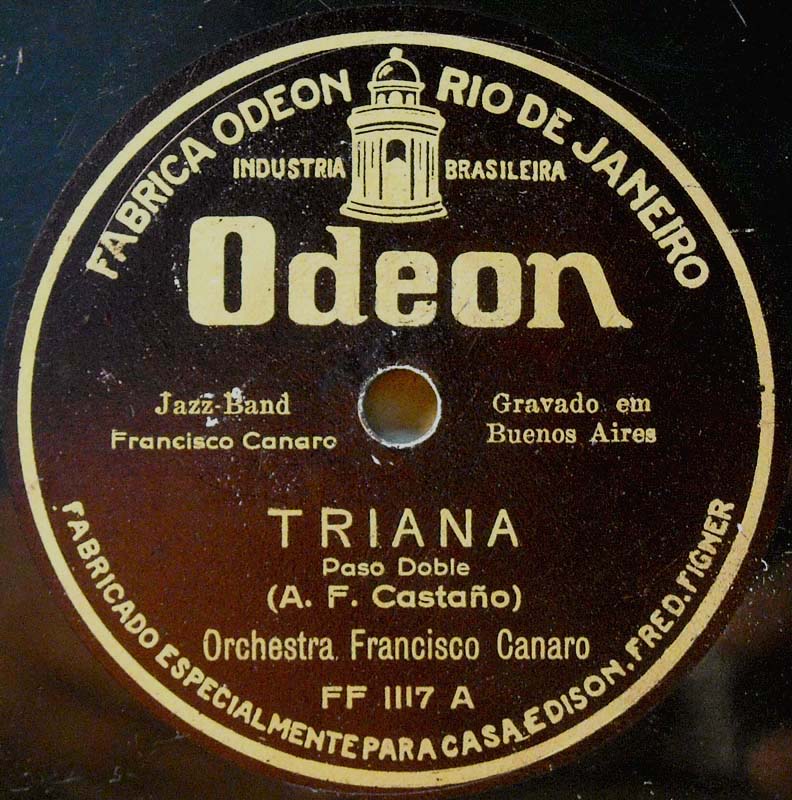 FABRICA ODEON RIO DE JANEIRO
INDUSTRIA BRASILEIRA
Odeon
Jazz-Band
Francisco Canaro
Gravado em
Buenos Aires
TRIANA
Paso Doble
(A. F. Castaño)
Orchestra Francisco Canaro
FF 1117 A
FABRICADO ESPECIALMENTE PARA CASA EDISON, FRED. FIGNER